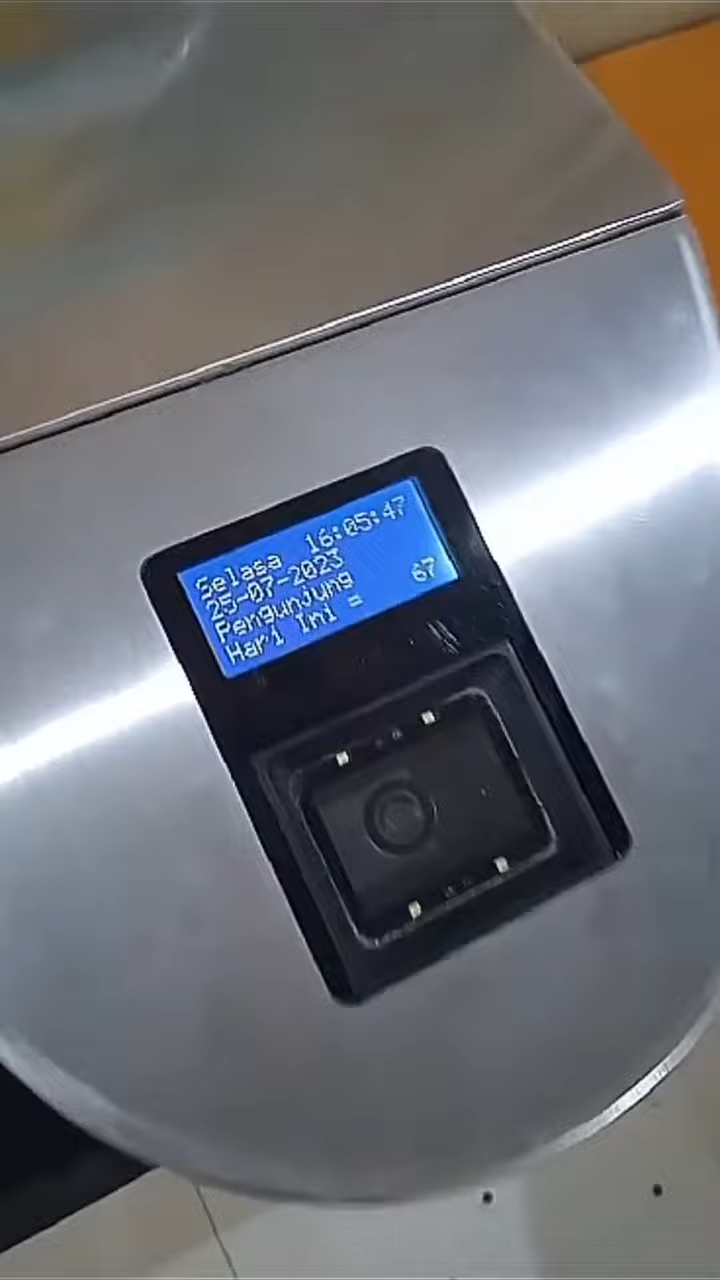 Selasa 16:05:47
25-07-2023
Pengunjung
Hari Ini = 67